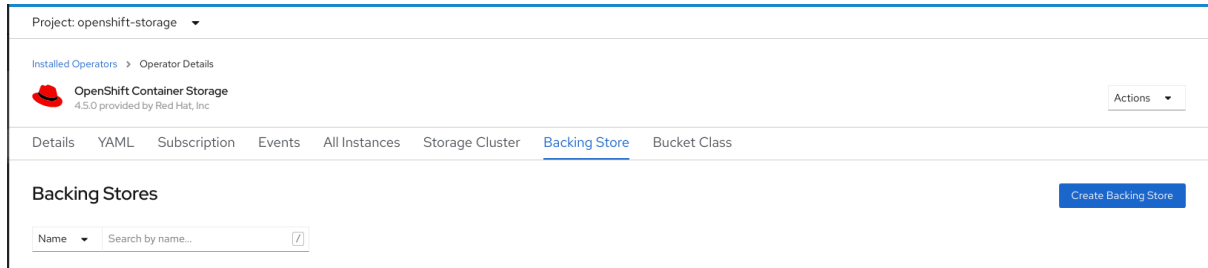 Project: openshift-storage
Installed Operators > Operator Details
OpenShift Container Storage
4.5.0 provided by Red Hat, Inc
Actions
Details YAML Subscription Events All Instances Storage Cluster Backing Store Bucket Class
Backing Stores
Create Backing Store
Name Search by name... /